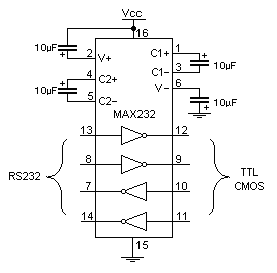 Vcc
16
10µF
2 V+ C1+ 1
C1− 3
10µF
4 C2+
10µF
5 C2−
V− 6
10µF
MAX232
13 12
8 9
RS232
7 10
TTL
CMOS
14 11
15